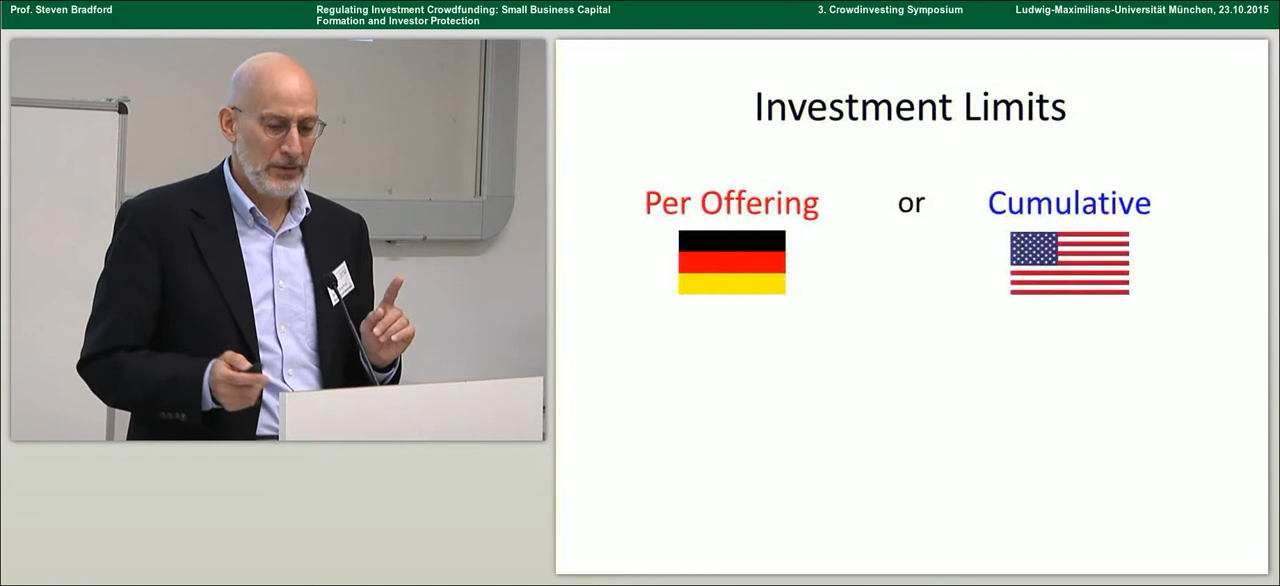 Prof. Steven Bradford
Regulating Investment Crowdfunding: Small Business Capital
Formation and Investor Protection
3. Crowdinvesting Symposium
Ludwig-Maximilians-Universität München, 23.10.2015
Investment Limits
Per Offering or Cumulative